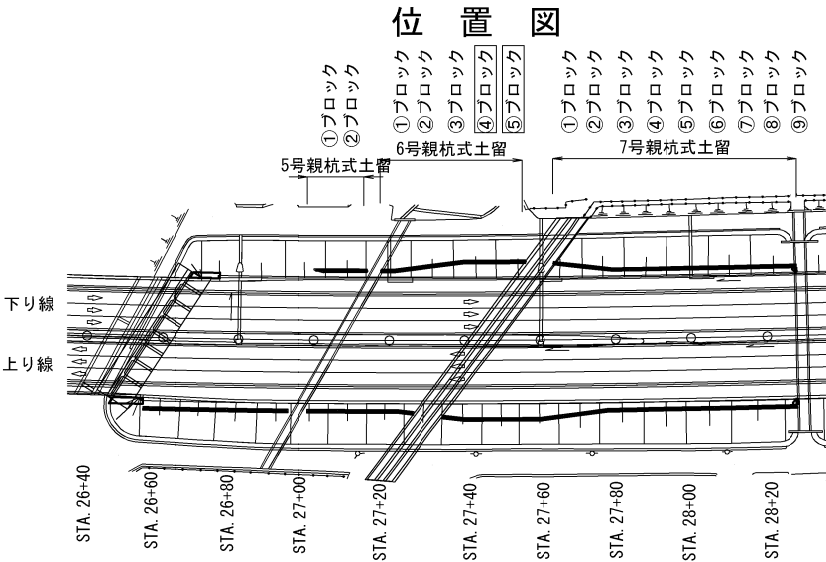 位 置 図
①ブロック
②ブロック
①ブロック
②ブロック
③ブロック
④ブロック
⑤ブロック
①ブロック
②ブロック
③ブロック
④ブロック
⑤ブロック
⑥ブロック
⑦ブロック
⑧ブロック
⑨ブロック
5号親杭式土留
6号親杭式土留
7号親杭式土留
下り線
上り線
STA. 26+40
STA. 26+60
STA. 26+80
STA. 27+00
STA. 27+20
STA. 27+40
STA. 27+60
STA. 27+80
STA. 28+00
STA. 28+20